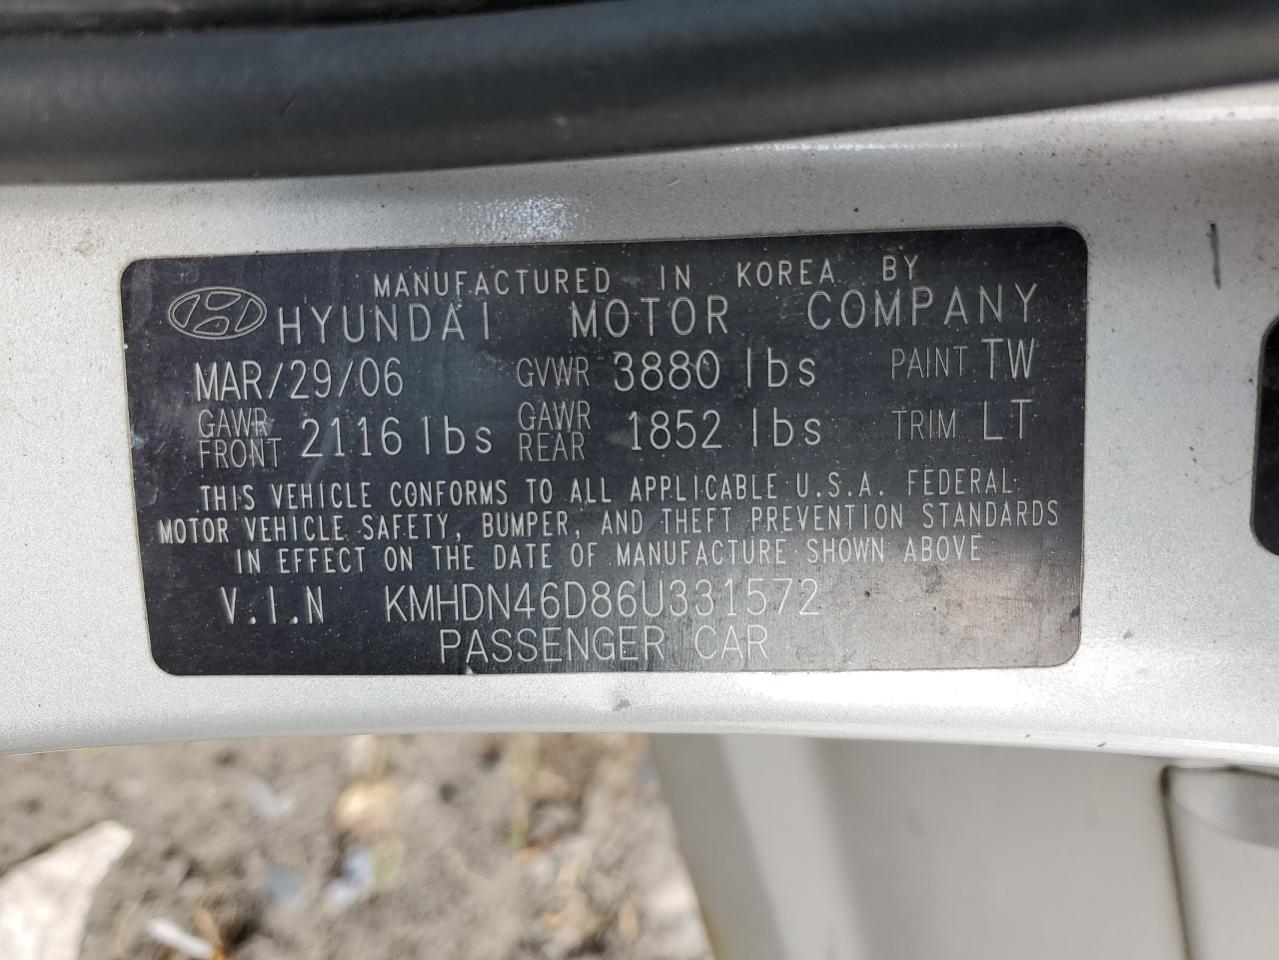 MANUFACTURED IN KOREA BY
HYUNDAI MOTOR COMPANY
MAR/29/06 GVWR 3880 lbs PAINT TW
GAWR FRONT 2116 lbs GAWR REAR 1852 lbs TRIM LT
THIS VEHICLE CONFORMS TO ALL APPLICABLE U.S.A. FEDERAL
MOTOR VEHICLE SAFETY, BUMPER, AND THEFT PREVENTION STANDARDS
IN EFFECT ON THE DATE OF MANUFACTURE SHOWN ABOVE
V.I.N KMHDN46D86U331572
PASSENGER CAR